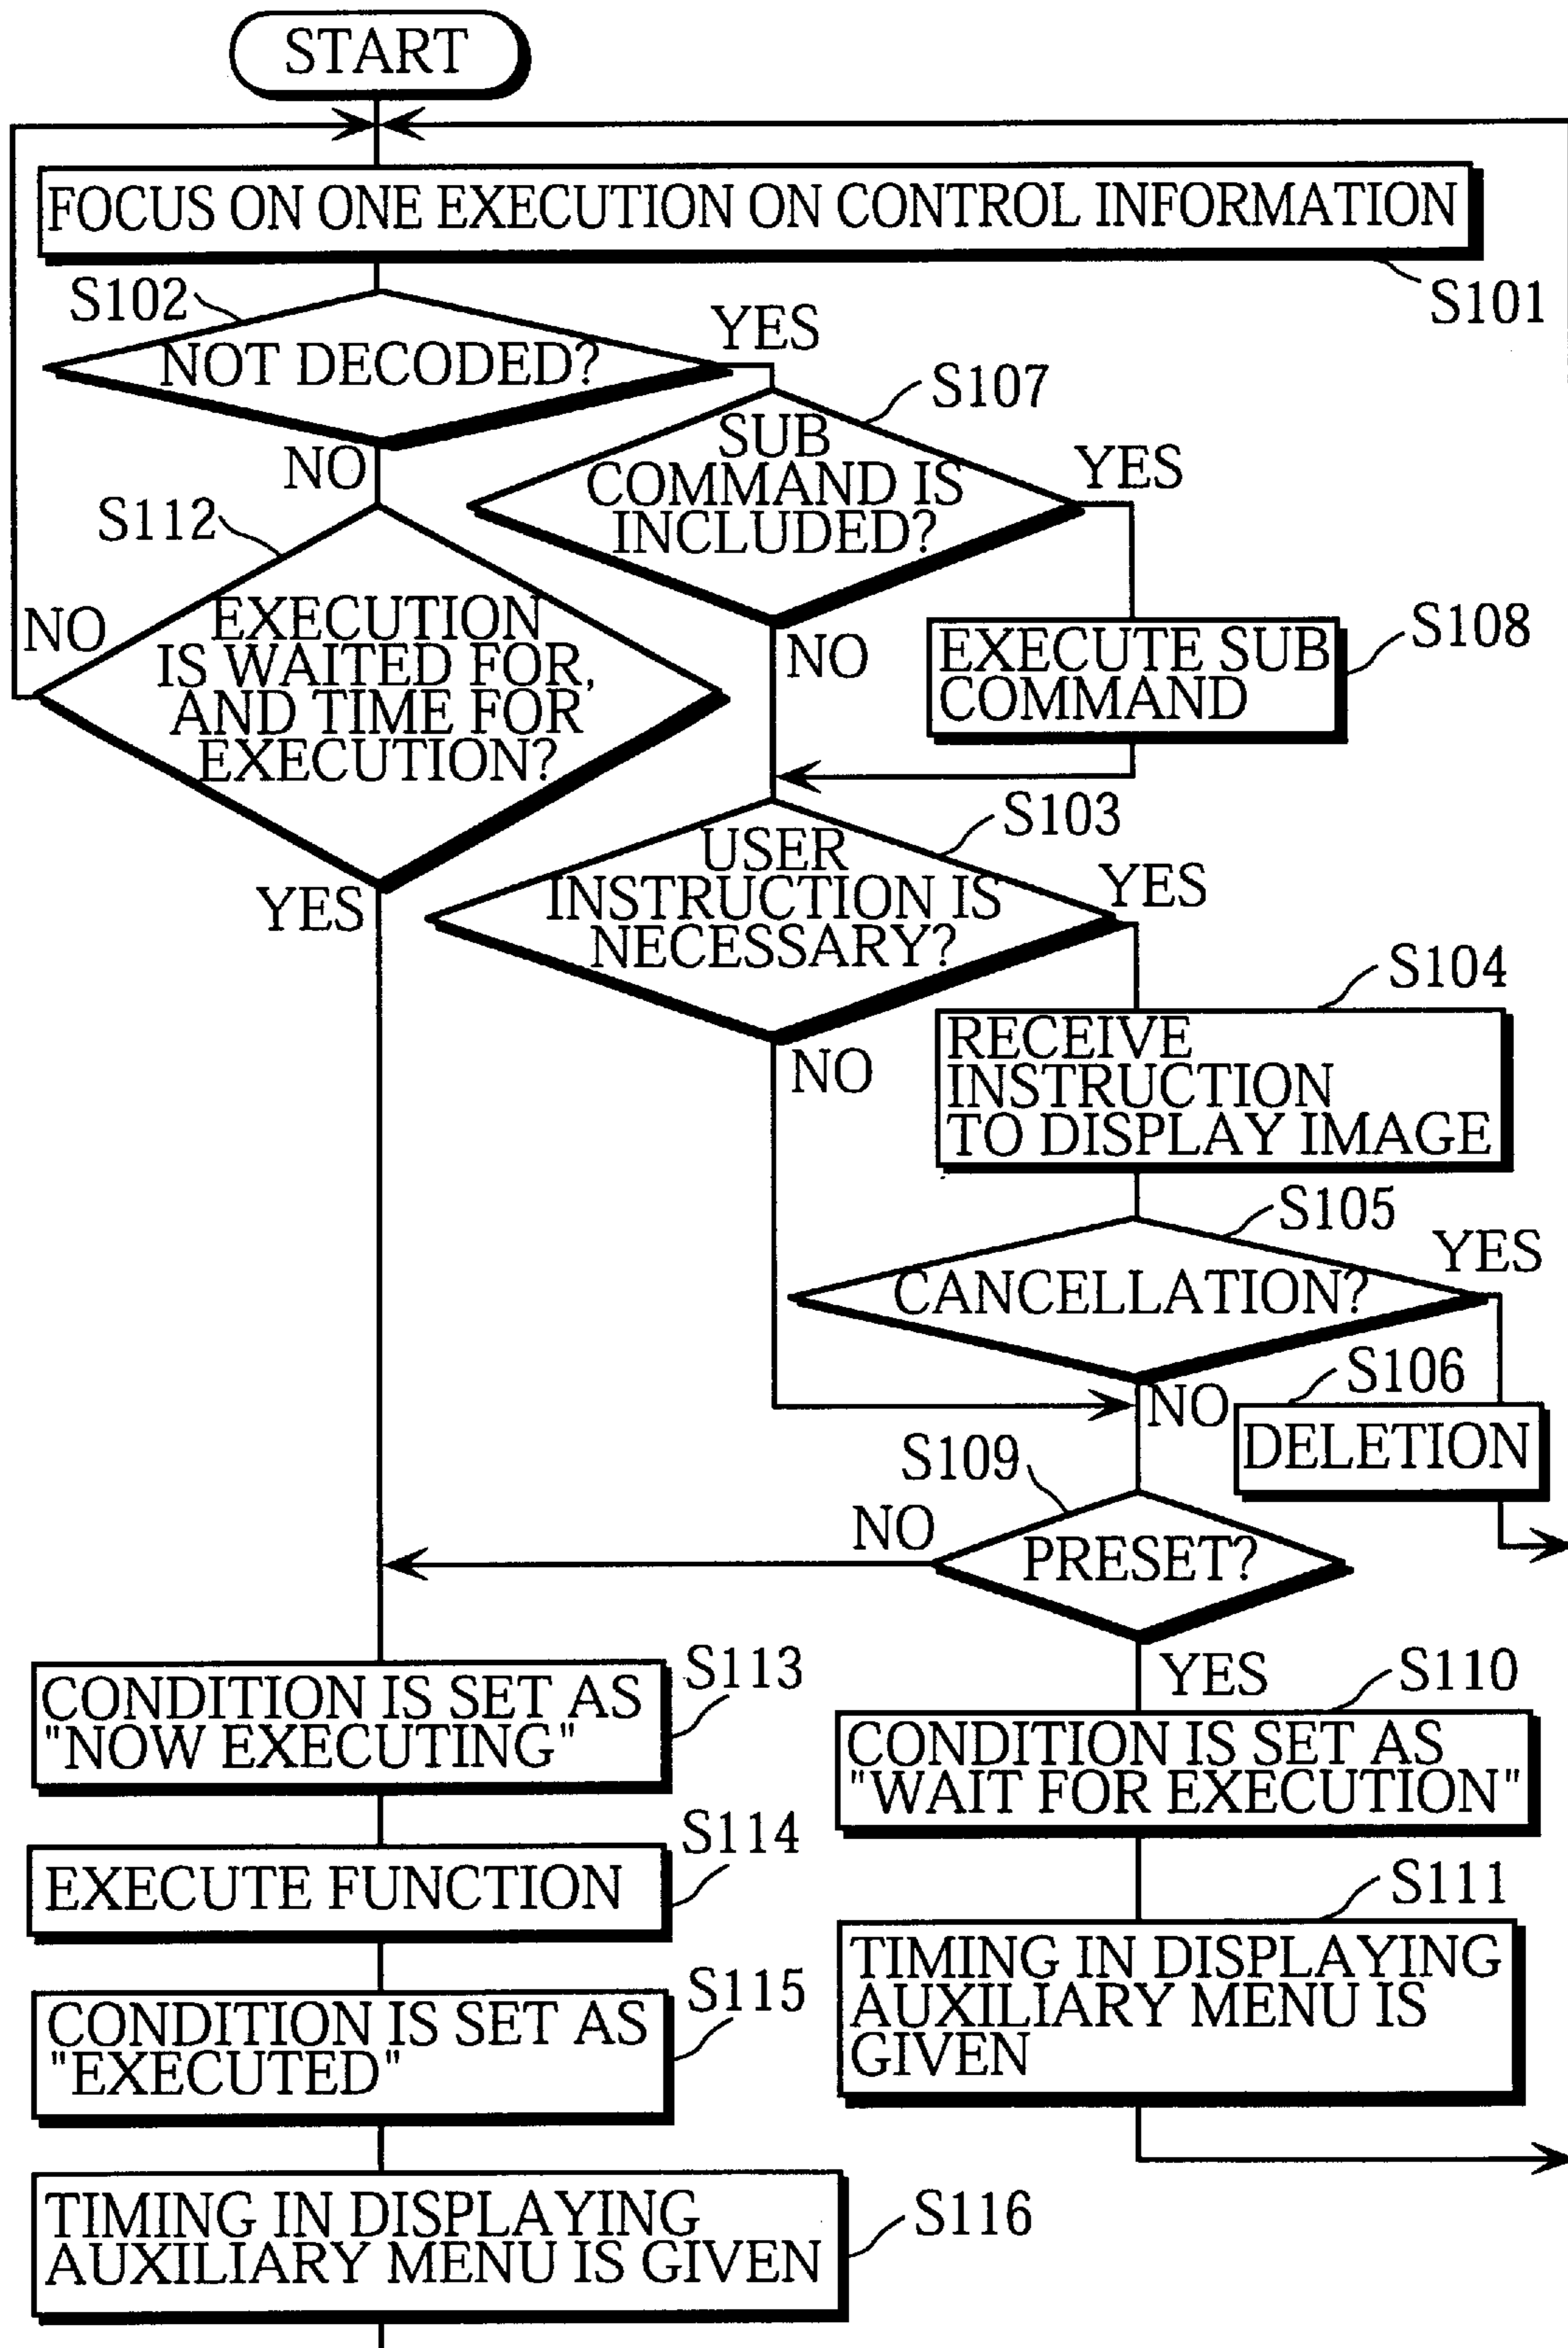 START
FOCUS ON ONE EXECUTION ON CONTROL INFORMATION
S101
S102
NOT DECODED?
YES
NO
S107
SUB
COMMAND IS
INCLUDED?
YES
NO
S108
EXECUTE SUB
COMMAND
S112
EXECUTION
IS WAITED FOR,
AND TIME FOR
EXECUTION?
NO
YES
S103
USER
INSTRUCTION IS
NECESSARY?
YES
NO
S104
RECEIVE
INSTRUCTION
TO DISPLAY IMAGE
S105
CANCELLATION?
YES
NO
S106
DELETION
S109
PRESET?
NO
YES
S110
CONDITION IS SET AS
"WAIT FOR EXECUTION"
S111
TIMING IN DISPLAYING
AUXILIARY MENU IS
GIVEN
S113
CONDITION IS SET AS
"NOW EXECUTING"
S114
EXECUTE FUNCTION
S115
CONDITION IS SET AS
"EXECUTED"
S116
TIMING IN DISPLAYING
AUXILIARY MENU IS GIVEN